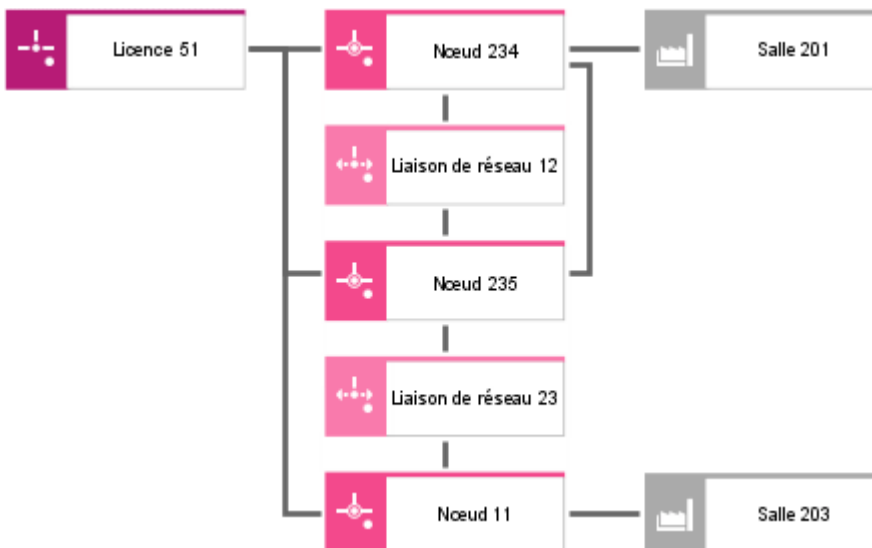 Licence 51
Nœud 234
Salle 201
Liaison de réseau 12
Nœud 235
Liaison de réseau 23
Nœud 11
Salle 203